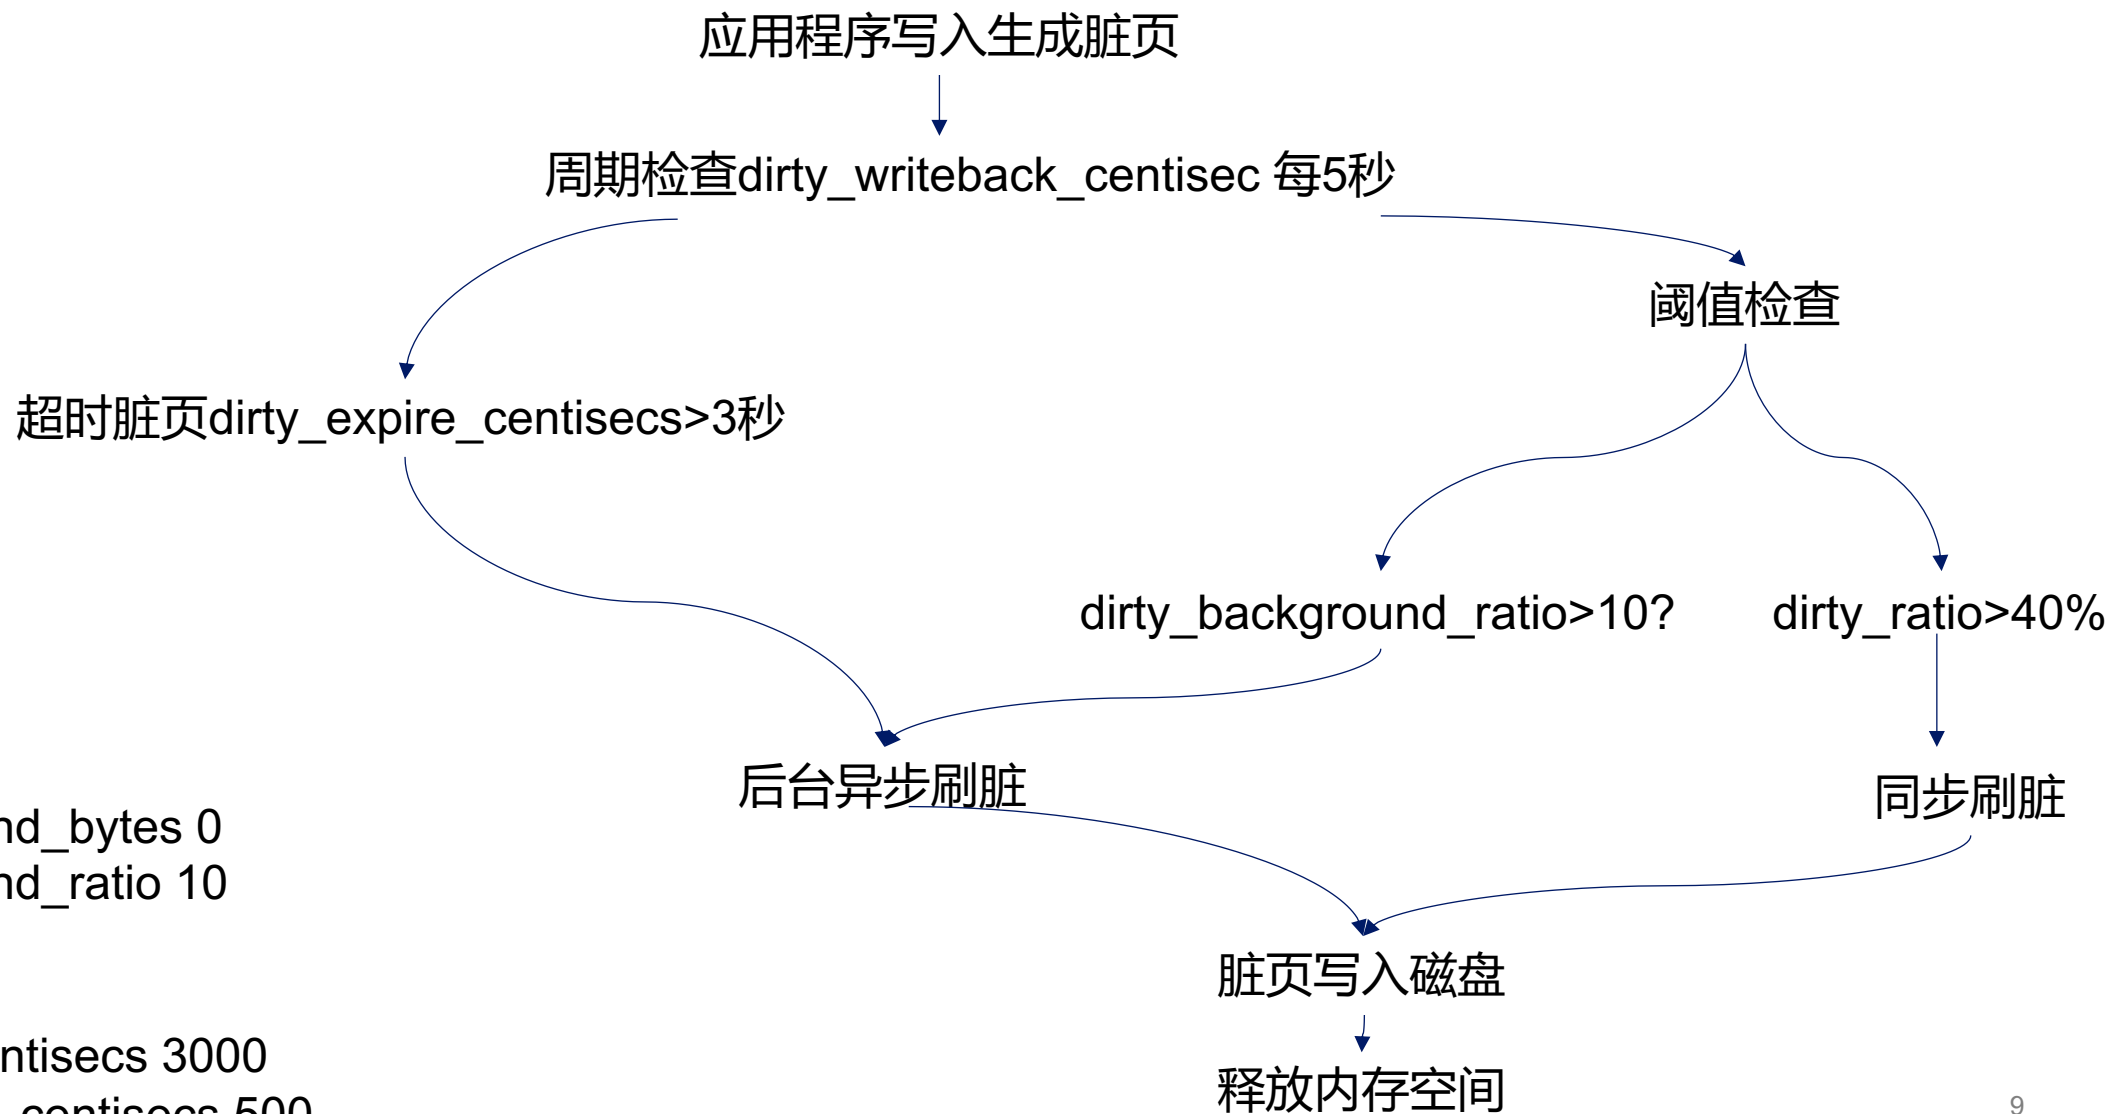 应用程序写入生成脏页
周期检查dirty_writeback_centisec 每5秒
阈值检查
超时脏页dirty_expire_centisecs>3秒
dirty_background_ratio>10?
dirty_ratio>40%
后台异步刷脏
同步刷脏
nd_bytes 0
nd_ratio 10
脏页写入磁盘
ntisecs 3000
释放内存空间
_centisecs 500
9